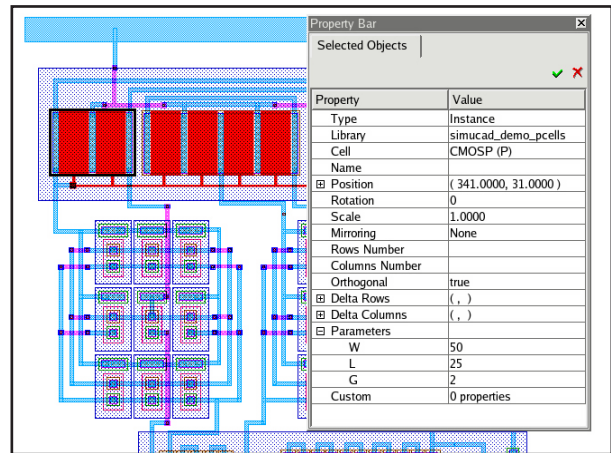 Property Bar
Selected Objects
Property Value
Type Instance
Library simucad_demo_pcells
Cell CMOSP (P)
Name
Position ( 341.0000, 31.0000 )
Rotation 0
Scale 1.0000
Mirroring None
Rows Number
Columns Number
Orthogonal true
Delta Rows ( , )
Delta Columns ( , )
Parameters
W 50
L 25
G 2
Custom 0 properties